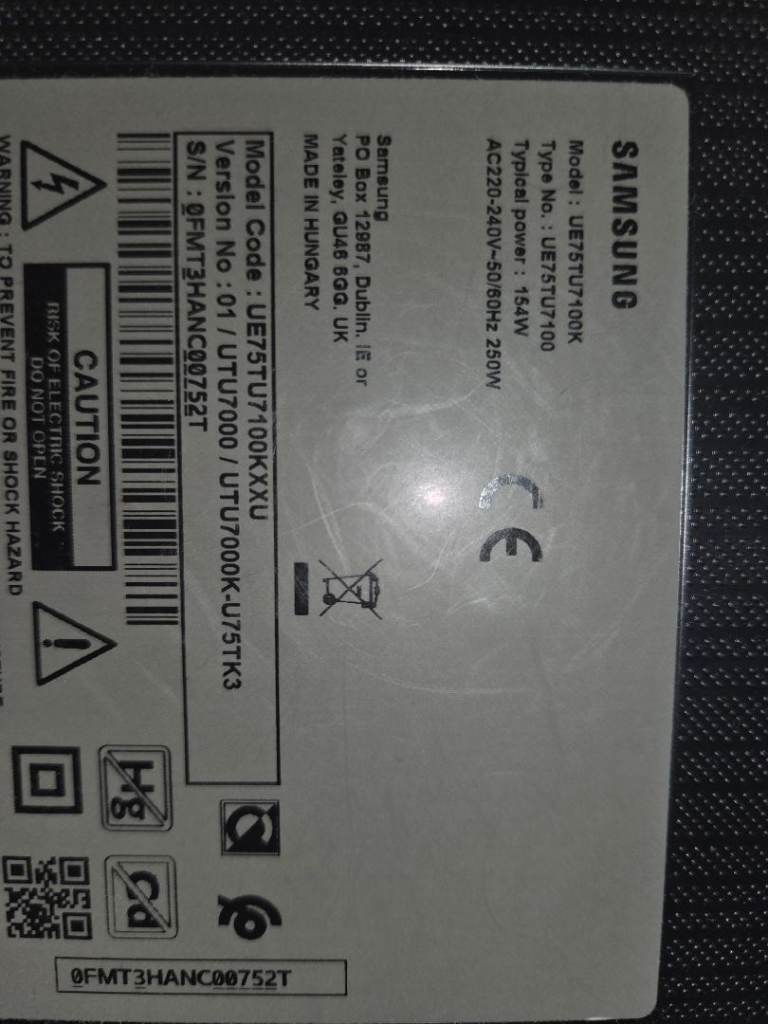 SAMSUNG
Model : UE75TU7100K
Type No. : UE75TU7100
Typical power : 154W
AC220-240V~50/60Hz 250W
CE
Samsung
PO Box 12987, Dublin. IE or
Yateley, GU46 6GG. UK
MADE IN HUNGARY
Model Code : UE75TU7100KXXU
Version No : 01 / UTU7000 / UTU7000K-U75TK3
S/N : 0FMT3HANC00752T
Hg
Cd
CAUTION
RISK OF ELECTRIC SHOCK
DO NOT OPEN
WARNING : TO PREVENT FIRE OR SHOCK HAZARD
0FMT3HANC00752T